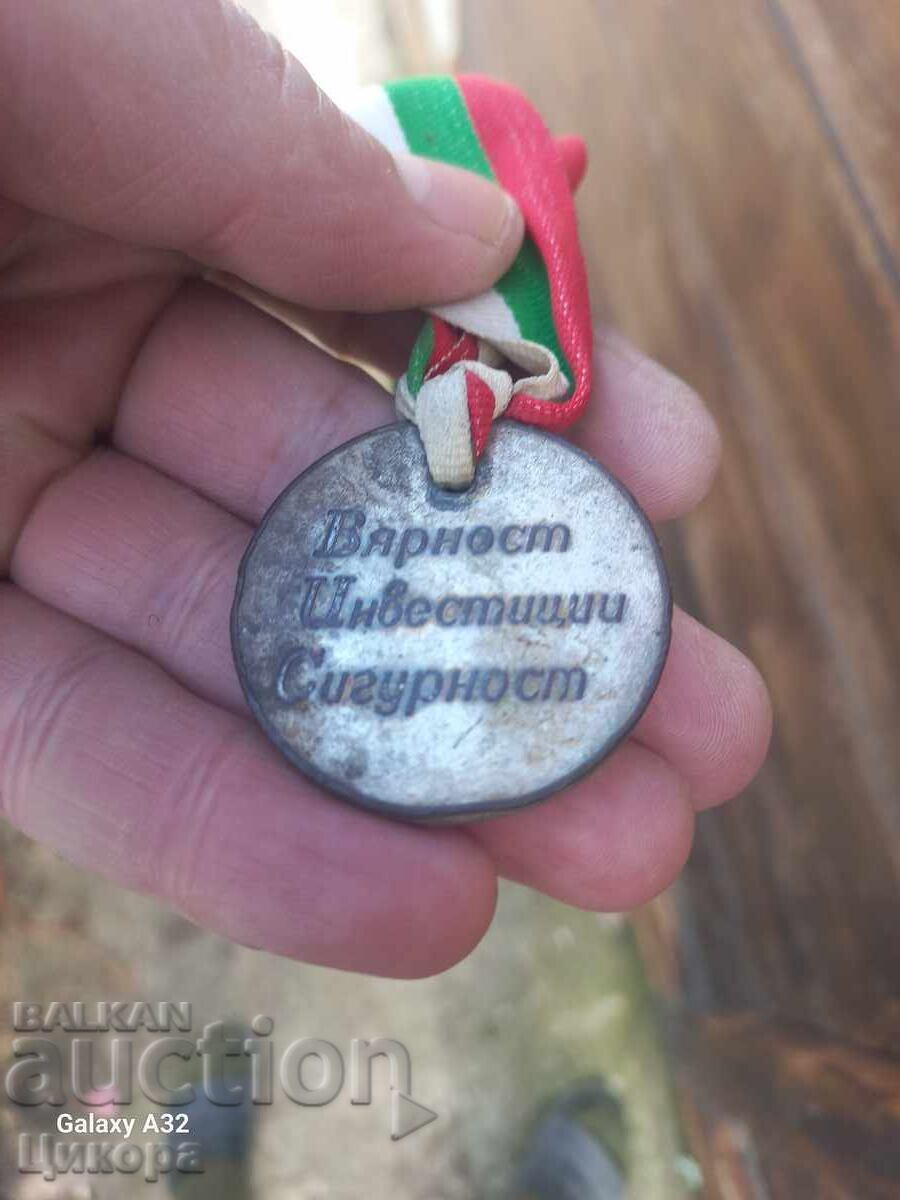 Вярност
Инвестиции
Сигурност
BALKAN
auction
Galaxy A32
Цикора